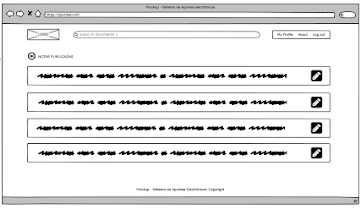 Mockup - Sistema de Apuntes electrónicos
https://apuntes.com
LOGO
Busca un documento! :)
My Profile About Log out
NOTAS PUBLICADAS
Mockup - Sistema de Apuntes Electrónicos. Copyright